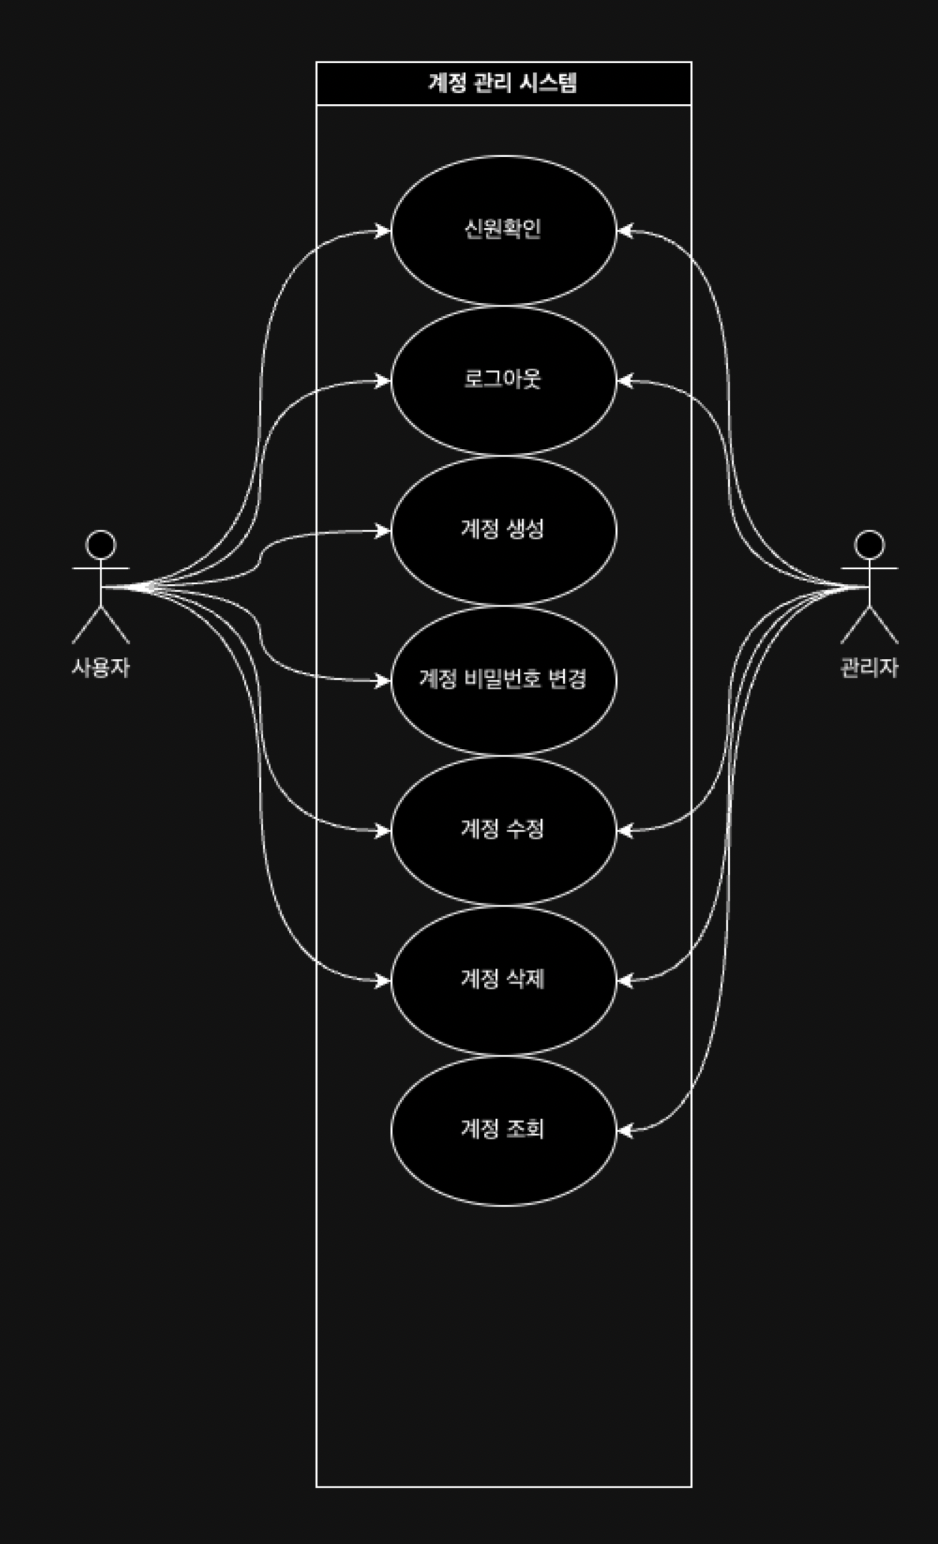 계정 관리 시스템
신원확인
로그아웃
계정 생성
계정 비밀번호 변경
계정 수정
계정 삭제
계정 조회
사용자
관리자